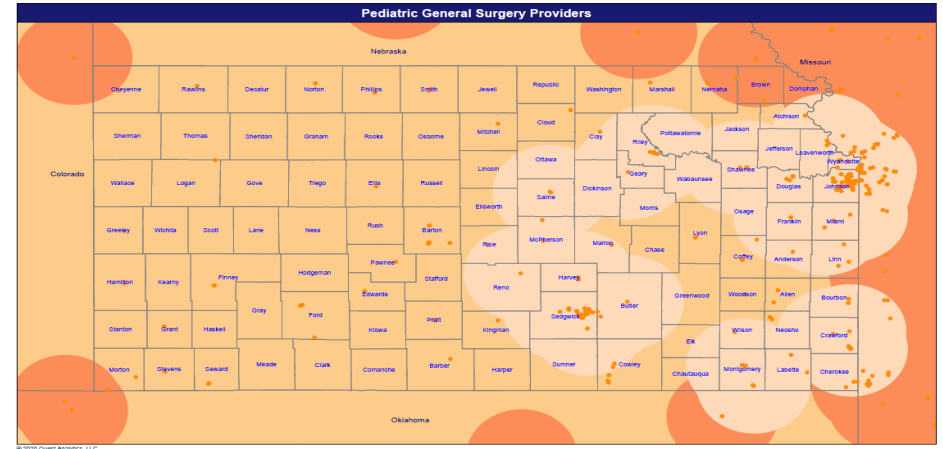 Pediatric General Surgery Providers
Nebraska
Missouri
Cheyenne Rawlins Decatur Norton Phillips Smith Jewell Republic Washington Marshall Nemaha Brown Doniphan
Atchison
Sherman Thomas Sheridan Graham Rooks Osborne Mitchell Cloud Clay Riley Pottawatomie Jackson Jefferson Leavenworth
Wyandotte
Colorado
Wallace Logan Gove Trego Ellis Russell Lincoln Ottawa Dickinson Geary Wabaunsee Shawnee Douglas Johnson
Ellsworth Saline Morris Osage
Greeley Wichita Scott Lane Ness Rush Barton Rice McPherson Marion Chase Lyon Franklin Miami
Coffey Anderson Linn
Hamilton Kearny Finney Hodgeman Pawnee Stafford Reno Harvey
Edwards
Gray Ford Sedgwick Butler Greenwood Woodson Allen Bourbon
Stanton Grant Haskell Kiowa Pratt Kingman Elk Wilson Neosho Crawford
Morton Stevens Seward Meade Clark Comanche Barber Harper Sumner Cowley Chautauqua Montgomery Labette Cherokee
Oklahoma
© 2020 Quest Analytics, LLC.